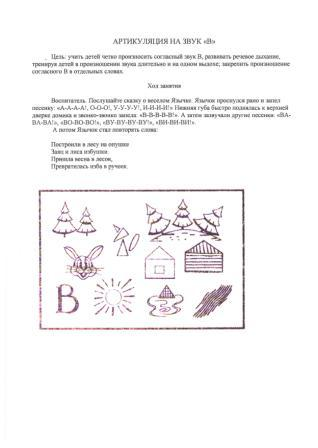 АРТИКУЛЯЦИЯ НА ЗВУК «В»
Цель: учить детей четко произносить согласный звук В, развивать речевое дыхание,
тренируя детей в произношении звука длительно и на одном выдохе; закрепить произношение
согласного В в отдельных словах.
Ход занятия
Воспитатель. Послушайте сказку о веселом Язычке. Язычок проснулся рано и запел
песенку: «А-А-А-А!, О-О-О!, У-У-У-У!, И-И-И-И!» Нижняя губа быстро поднялась к верхней
дверке домика и звонко-звонко запела: «В-В-В-В-В!». А затем зазвучали другие песенки: «ВА-
ВА-ВА!», «ВО-ВО-ВО!», «ВУ-ВУ-ВУ-ВУ!», «ВИ-ВИ-ВИ!».
А потом Язычок стал повторять слова:
Построили в лесу на опушке
Заяц и лиса избушки.
Пришла весна в лесок,
Превратилась изба в ручеек.
В